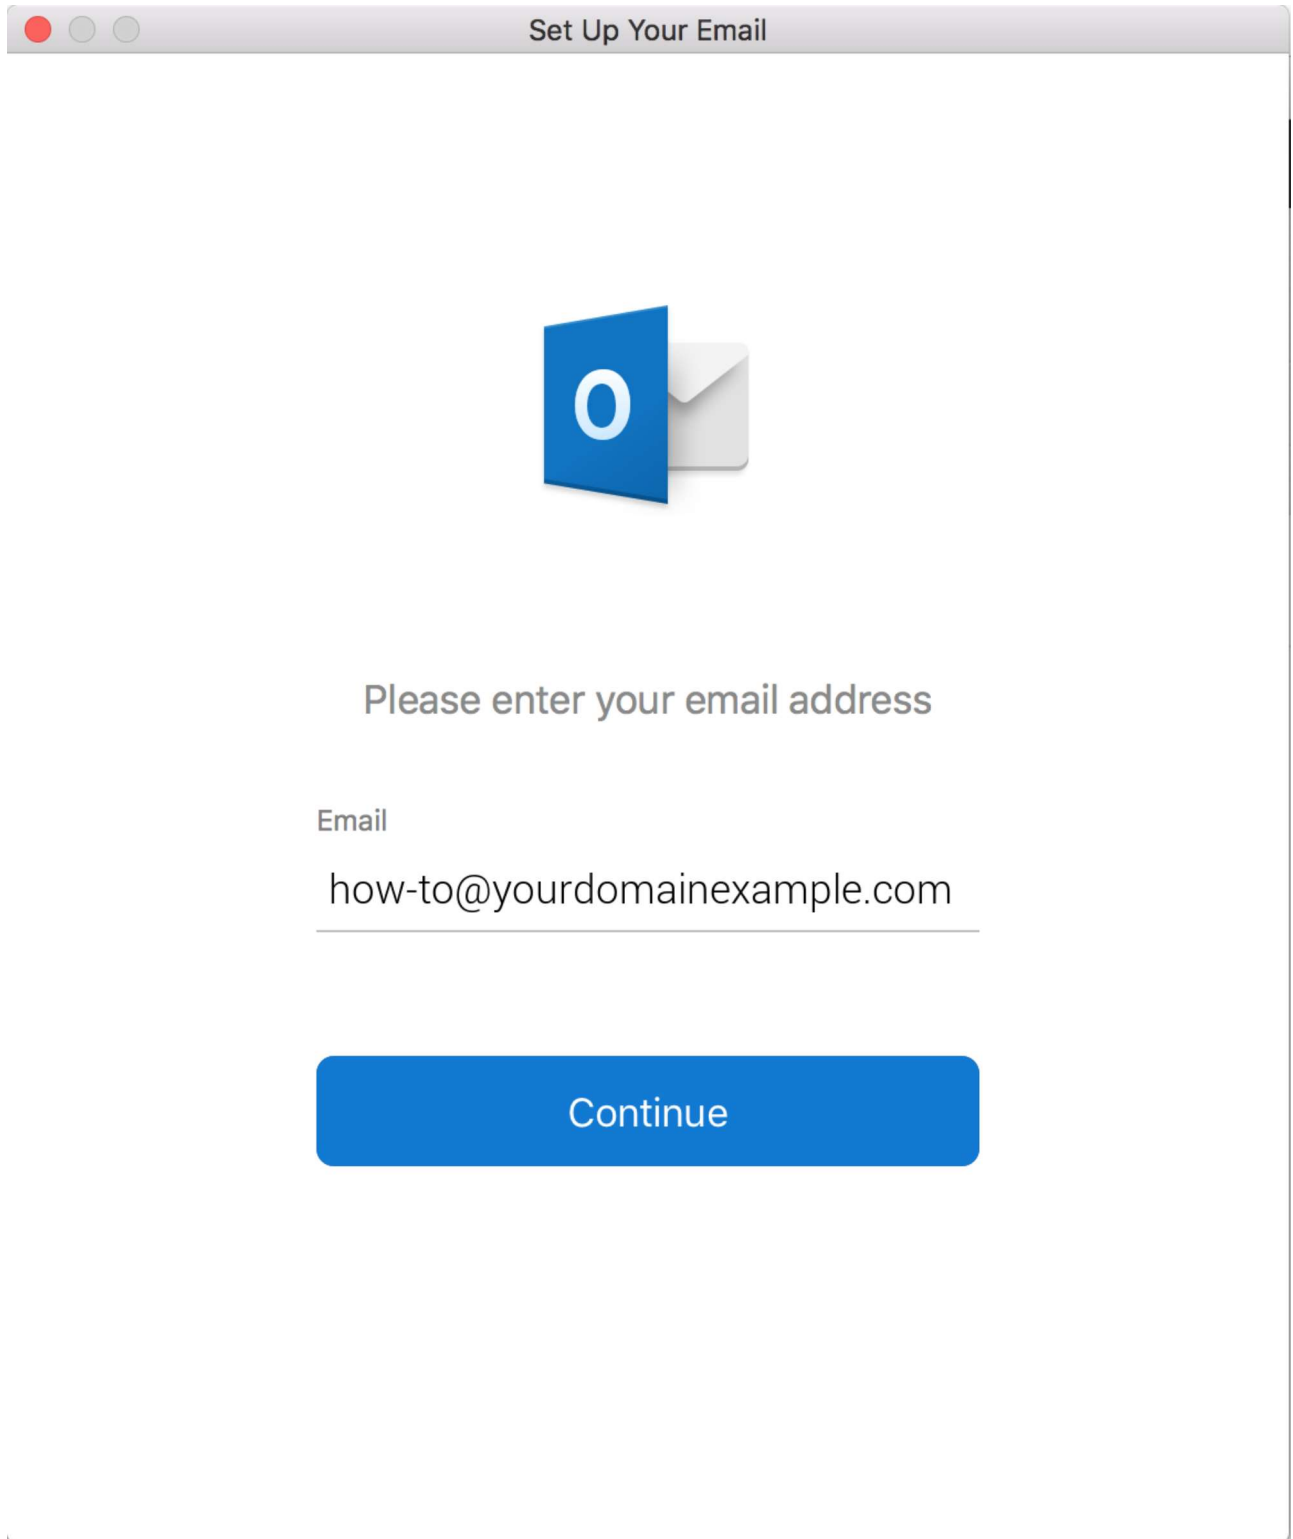 Set Up Your Email
O
Please enter your email address
Email
how-to@yourdomainexample.com
Continue